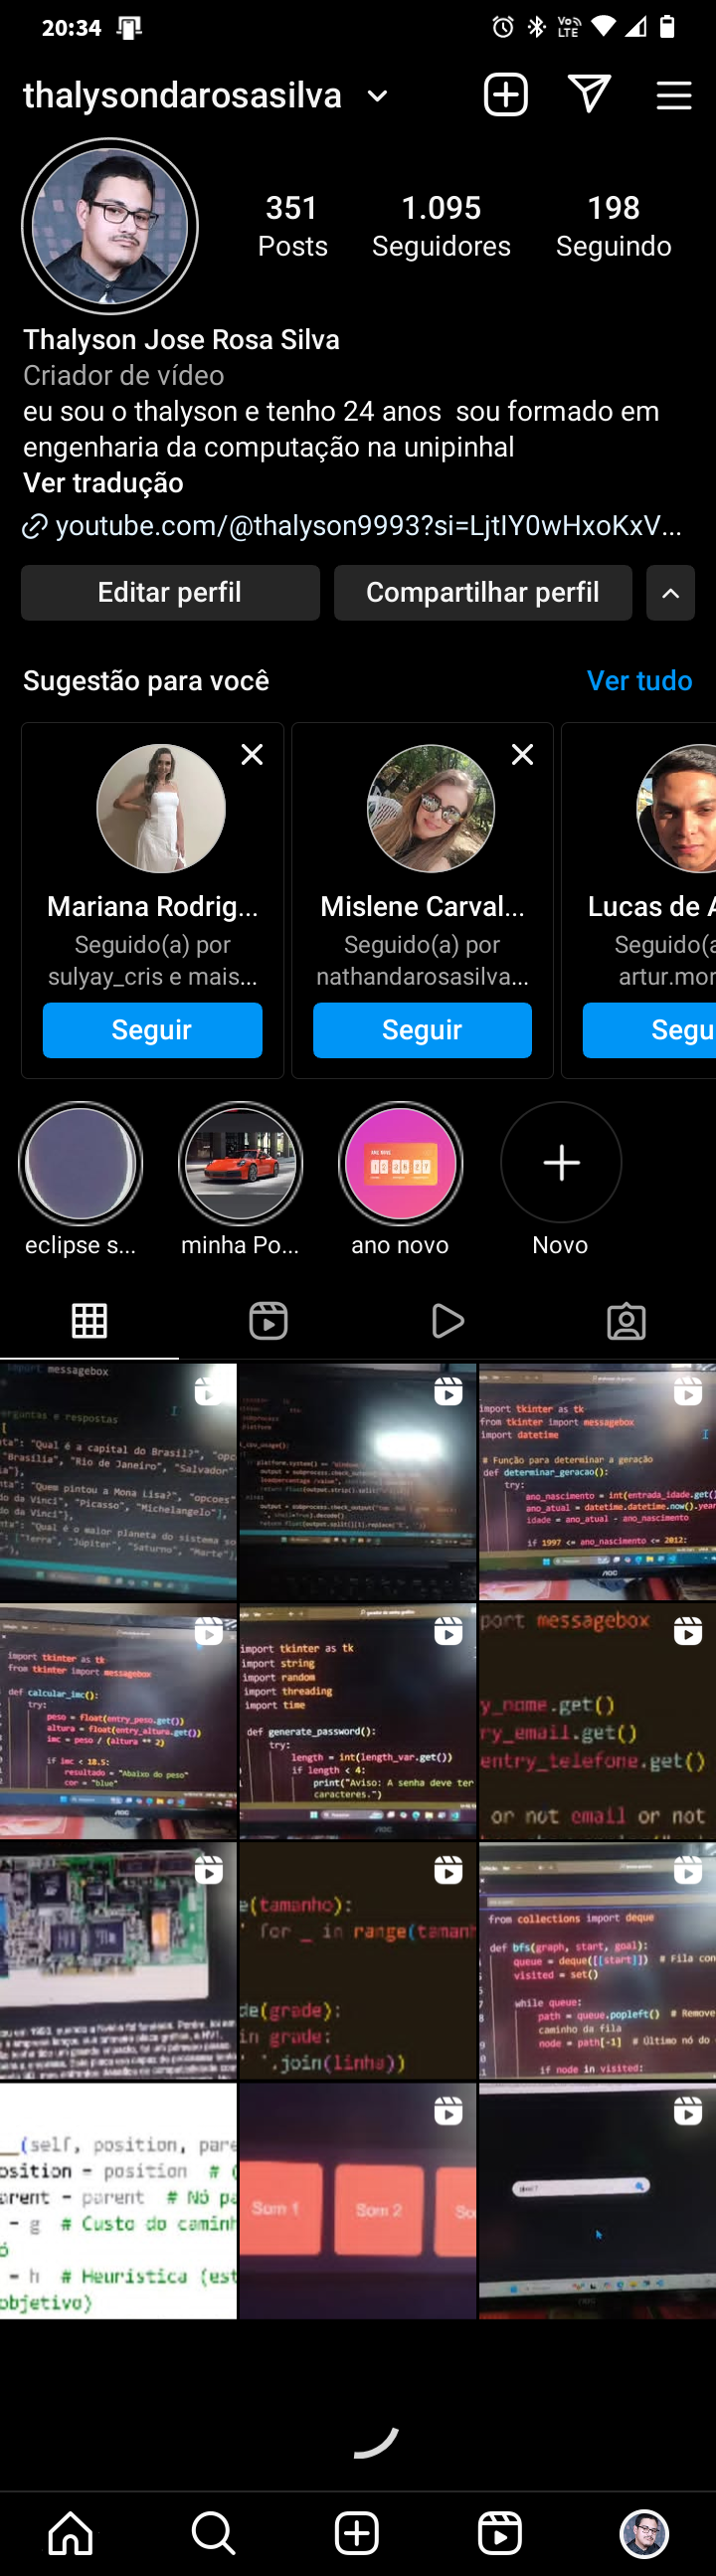 20:34
Vo LTE
thalysondarosasilva
351
Posts
1.095
Seguidores
198
Seguindo
Thalyson Jose Rosa Silva
Criador de vídeo
eu sou o thalyson e tenho 24 anos sou formado em
engenharia da computação na unipinhal
Ver tradução
youtube.com/@thalyson9993?si=LjtIY0wHxoKxV...
Editar perfil
Compartilhar perfil
Sugestão para você
Ver tudo
Mariana Rodrig...
Seguido(a) por
sulyay_cris e mais...
Seguir
Mislene Carval...
Seguido(a) por
nathandarosasilva...
Seguir
Lucas de A
Seguido(a
artur.mor
Segu
eclipse s...
minha Po...
ano novo
Novo
import messagebox
erguntas e respostas
[
ta": "Qual é a capital do Brasil?", "opc
"Brasília", "Rio de Janeiro", "Salvador"
nta": "Quem pintou a Mona Lisa?", "opcoes"
do da Vinci", "Picasso", "Michelangelo"],
o da Vinci"},
nta": "Qual é o maior planeta do sistema so
["Terra", "Júpiter", "Saturno", "Marte"]
import tkinter as tk
from tkinter import messagebox
import datetime
# Função para determinar a geração
def determinar_geracao():
try:
ano_nascimento = int(entrada_idade.get()
ano_atual = datetime.datetime.now().year
idade = ano_atual - ano_nascimento
if 1997 <= ano_nascimento <= 2012:
AOC
import tkinter as tk
from tkinter import messagebox
def calcular_imc():
try:
peso = float(entry_peso.get())
altura = float(entry_altura.get())
imc = peso / (altura ** 2)
if imc < 18.5:
resultado = "Abaixo do peso"
cor = "blue"
AOC
import tkinter as tk
import string
import random
import threading
import time
def generate_password():
try:
length = int(length_var.get())
if length < 4:
print("Aviso: A senha deve ter
caracteres.")
AOC
port messagebox
y_nome.get()
ry_email.get()
entry_telefone.get()
or not email or not
e(tamanho):
' for _ in range(tamanh
de(grade):
in grade:
' '.join(linha))
from collections import deque
def bfs(graph, start, goal):
queue = deque([[start]]) # Fila con
visited = set()
while queue:
path = queue.popleft() # Remove
caminho da fila
node = path[-1] # Último nó do
if node in visited:
__(self, position, pare
osition = position # (
arent = parent # Nó pa
= g # Custo do caminh
ó
= h # Heurística (est
objetivo)
Som 1
Som 2
So